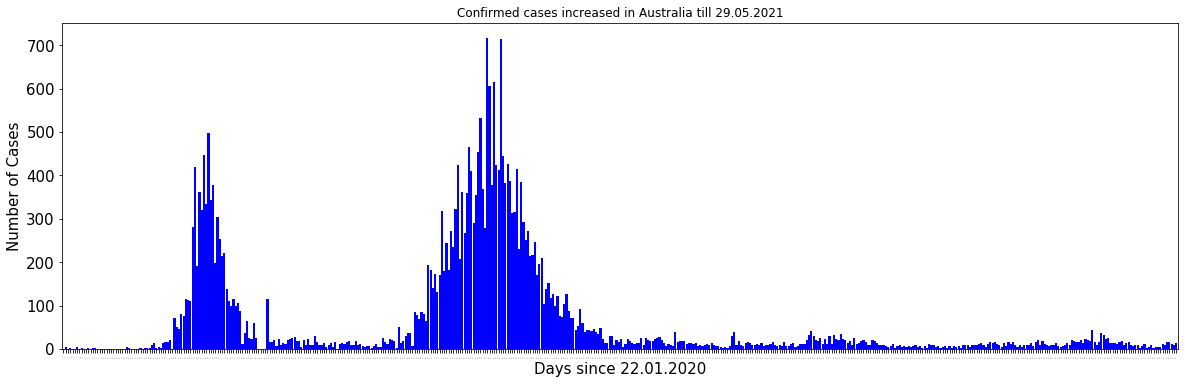 Confirmed cases increased in Australia till 29.05.2021
700
600
500
400
300
200
100
0
Number of Cases
Days since 22.01.2020